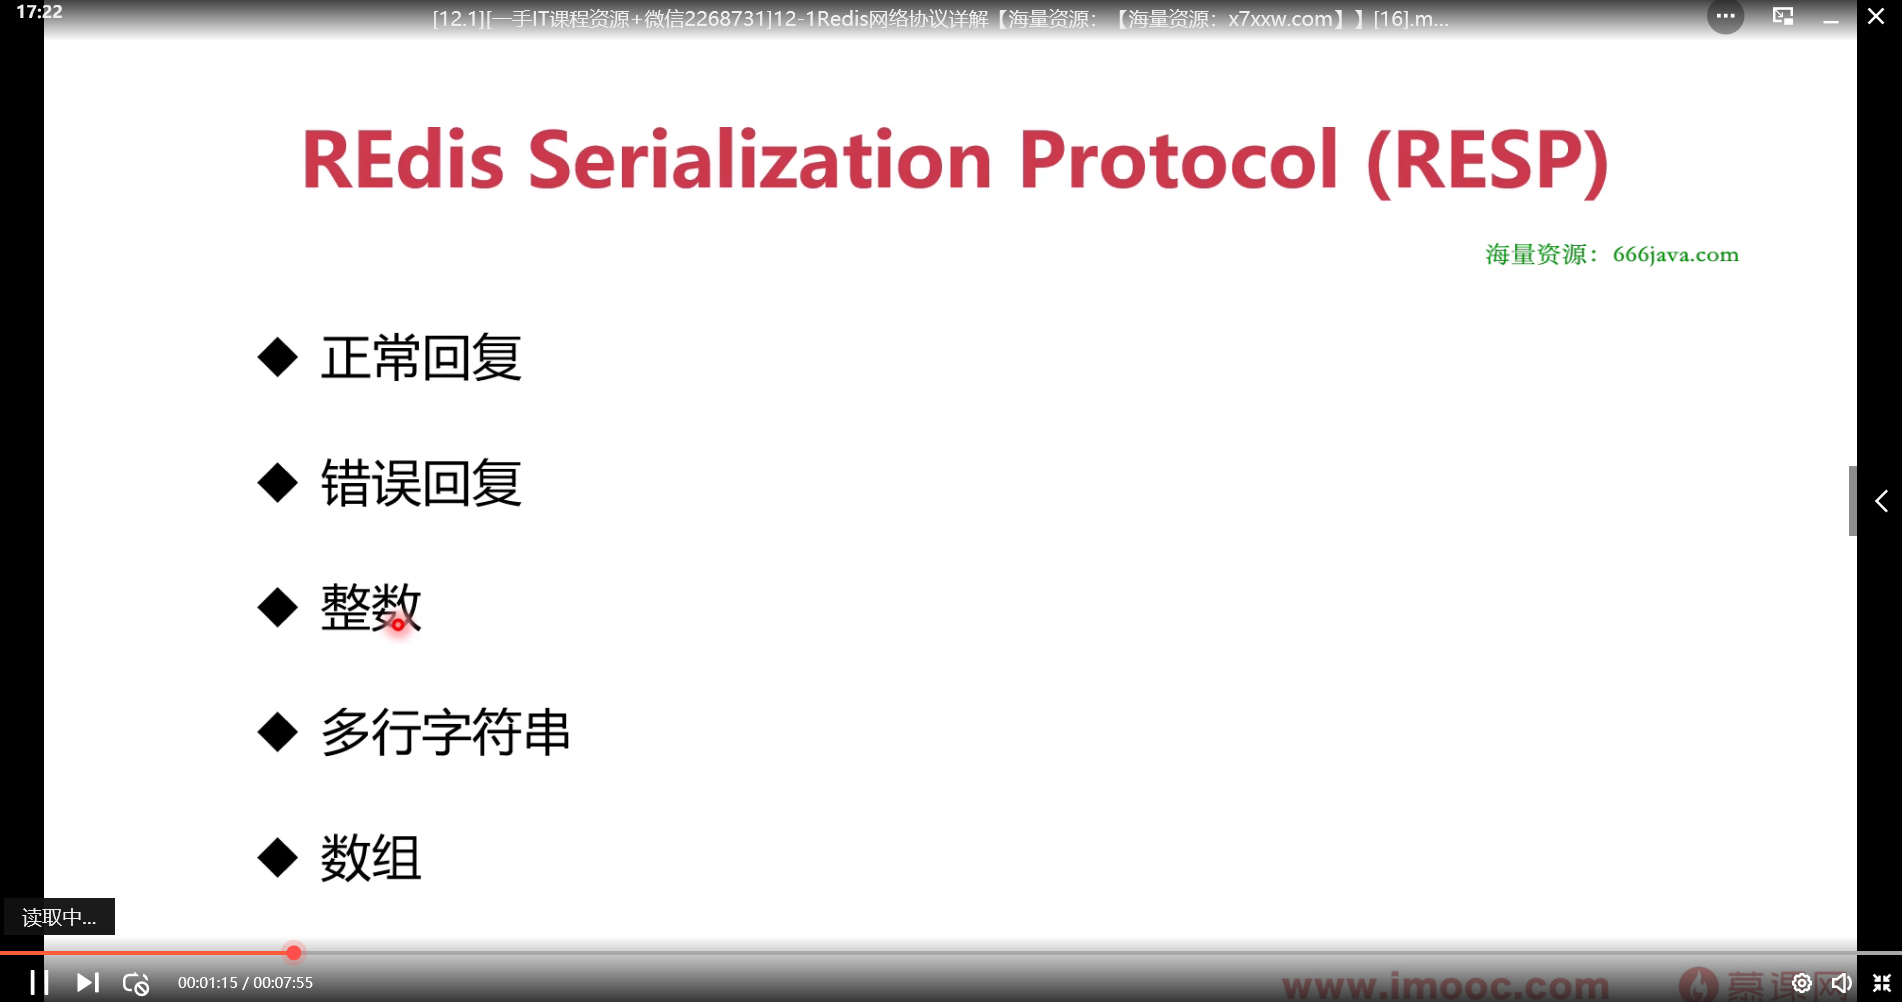 17:22
[12.1][一手IT课程资源+微信2268731]12-1Redis网络协议详解【海量资源：【海量资源：x7xxw.com】】[16].m...
REdis Serialization Protocol (RESP)
海量资源：666java.com
◆ 正常回复
◆ 错误回复
◆ 整数
◆ 多行字符串
◆ 数组
读取中...
00:01:15 / 00:07:55
www.imooc.com
慕课网